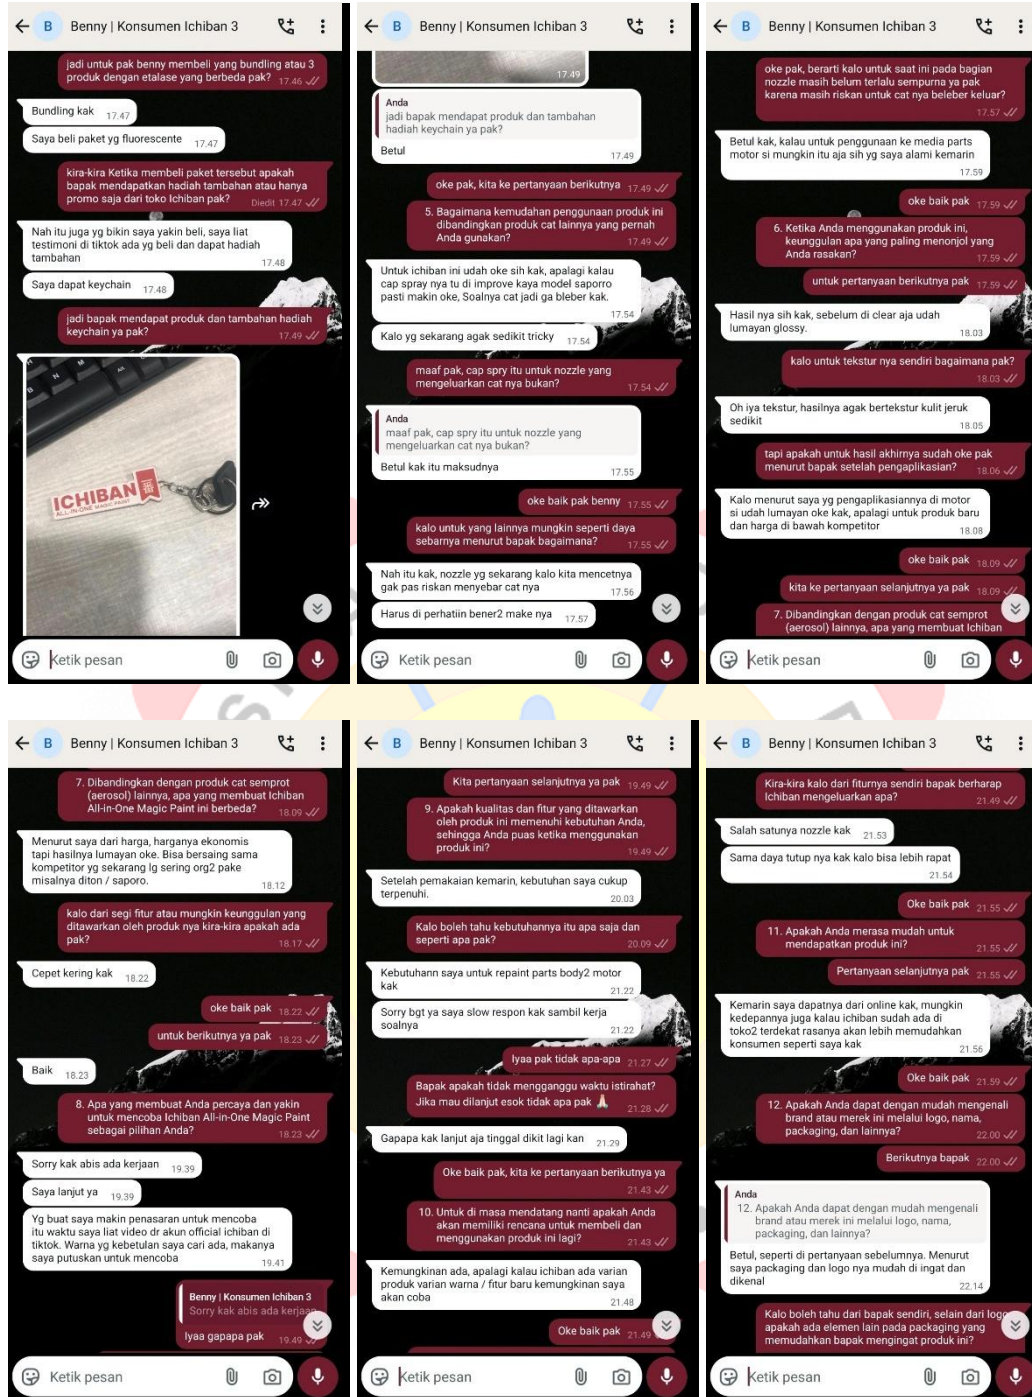 Benny | Konsumen Ichiban 3
jadi untuk pak benny membeli yang bundling atau 3
produk dengan etalase yang berbeda pak? 17.46
Bundling kak 17.47
Saya beli paket yg fluorescente 17.47
kira-kira Ketika membeli paket tersebut apakah
bapak mendapatkan hadiah tambahan atau hanya
promo saja dari toko Ichiban pak? Diedit 17.47
Nah itu juga yg bikin saya yakin beli, saya liat
testimoni di tiktok ada yg beli dan dapat hadiah
tambahan 17.48
Saya dapat keychain 17.48
jadi bapak mendapat produk dan tambahan hadiah
keychain ya pak? 17.49
ICHIBAN
ALL-IN-ONE MAGIC PAINT
Ketik pesan
B Benny | Konsumen Ichiban 3
17.49
Anda
jadi bapak mendapat produk dan tambahan
hadiah keychain ya pak?
Betul 17.49
oke pak, kita ke pertanyaan berikutnya 17.49
5. Bagaimana kemudahan penggunaan produk ini
dibandingkan produk cat lainnya yang pernah
Anda gunakan? 17.49
Untuk ichiban ini udah oke sih kak, apalagi kalau
cap spray nya tu di improve kaya model saporro
pasti makin oke, Soalnya cat jadi ga bleber kak.
17.54
Kalo yg sekarang agak sedikit tricky 17.54
maaf pak, cap spry itu untuk nozzle yang
mengeluarkan cat nya bukan? 17.54
Anda
maaf pak, cap spry itu untuk nozzle yang
mengeluarkan cat nya bukan?
Betul kak itu maksudnya 17.55
oke baik pak benny 17.55
kalo untuk yang lainnya mungkin seperti daya
sebarnya menurut bapak bagaimana? 17.55
Nah itu kak, nozzle yg sekarang kalo kita mencetnya
gak pas riskan menyebar cat nya 17.56
Harus di perhatiin bener2 make nya 17.57
Ketik pesan
B Benny | Konsumen Ichiban 3
oke pak, berarti kalo untuk saat ini pada bagian
nozzle masih belum terlalu sempurna ya pak
karena masih riskan untuk cat nya beleber keluar?
17.57
Betul kak, kalau untuk penggunaan ke media parts
motor si mungkin itu aja sih yg saya alami kemarin
17.59
oke baik pak 17.59
6. Ketika Anda menggunakan produk ini,
keunggulan apa yang paling menonjol yang
Anda rasakan? 17.59
untuk pertanyaan berikutnya pak 17.59
Hasil nya sih kak, sebelum di clear aja udah
lumayan glossy. 18.03
kalo untuk tekstur nya sendiri bagaimana pak?
18.03
Oh iya tekstur, hasilnya agak bertekstur kulit jeruk
sedikit 18.05
tapi apakah untuk hasil akhirnya sudah oke pak
menurut bapak setelah pengaplikasian? 18.06
Kalo menurut saya yg pengaplikasiannya di motor
si udah lumayan oke kak, apalagi untuk produk baru
dan harga di bawah kompetitor 18.08
oke baik pak 18.09
kita ke pertanyaan selanjutnya ya pak 18.09
7. Dibandingkan dengan produk cat semprot
(aerosol) lainnya, apa yang membuat Ichiban
Ketik pesan
B Benny | Konsumen Ichiban 3
7. Dibandingkan dengan produk cat semprot
(aerosol) lainnya, apa yang membuat Ichiban
All-in-One Magic Paint ini berbeda? 18.09
Menurut saya dari harga, harganya ekonomis
tapi hasilnya lumayan oke. Bisa bersaing sama
kompetitor yg sekarang lg sering org2 pake
misalnya diton / saporo. 18.12
kalo dari segi fitur atau mungkin keunggulan yang
ditawarkan oleh produk nya kira-kira apakah ada
pak? 18.17
Cepet kering kak 18.22
oke baik pak 18.22
untuk berikutnya ya pak 18.23
Baik 18.23
8. Apa yang membuat Anda percaya dan yakin
untuk mencoba Ichiban All-in-One Magic Paint
sebagai pilihan Anda? 18.23
Sorry kak abis ada kerjaan 19.39
Saya lanjut ya 19.39
Yg buat saya makin penasaran untuk mencoba
itu waktu saya liat video dr akun official ichiban di
tiktok. Warna yg kebetulan saya cari ada, makanya
saya putuskan untuk mencoba 19.41
Benny | Konsumen Ichiban 3
Sorry kak abis ada kerjaan
Iyaa gapapa pak 19.49
Ketik pesan
B Benny | Konsumen Ichiban 3
Kita pertanyaan selanjutnya ya pak 19.49
9. Apakah kualitas dan fitur yang ditawarkan
oleh produk ini memenuhi kebutuhan Anda,
sehingga Anda puas ketika menggunakan
produk ini? 19.49
Setelah pemakaian kemarin, kebutuhan saya cukup
terpenuhi. 20.03
Kalo boleh tahu kebutuhannya itu apa saja dan
seperti apa pak? 20.09
Kebutuhann saya untuk repaint parts body2 motor
kak 21.22
Sorry bgt ya saya slow respon kak sambil kerja
soalnya 21.22
Iyaa pak tidak apa-apa 21.27
Bapak apakah tidak mengganggu waktu istirahat?
Jika mau dilanjut esok tidak apa pak 🙏🏻 21.28
Gapapa kak lanjut aja tinggal dikit lagi kan 21.29
Oke baik pak, kita ke pertanyaan berikutnya ya
21.43
10. Untuk di masa mendatang nanti apakah Anda
akan memiliki rencana untuk membeli dan
menggunakan produk ini lagi? 21.43
Kemungkinan ada, apalagi kalau ichiban ada varian
produk varian warna / fitur baru kemungkinan saya
akan coba 21.48
Oke baik pak 21.49
Ketik pesan
B Benny | Konsumen Ichiban 3
Kira-kira kalo dari fiturnya sendiri bapak berharap
Ichiban mengeluarkan apa? 21.49
Salah satunya nozzle kak 21.53
Sama daya tutup nya kak kalo bisa lebih rapat
21.54
Oke baik pak 21.55
11. Apakah Anda merasa mudah untuk
mendapatkan produk ini? 21.55
Pertanyaan selanjutnya pak 21.55
Kemarin saya dapatnya dari online kak, mungkin
kedepannya juga kalau ichiban sudah ada di
toko2 terdekat rasanya akan lebih memudahkan
konsumen seperti saya kak 21.56
Oke baik pak 21.59
12. Apakah Anda dapat dengan mudah mengenali
brand atau merek ini melalui logo, nama,
packaging, dan lainnya? 22.00
Berikutnya bapak 22.00
Anda
12. Apakah Anda dapat dengan mudah mengenali
brand atau merek ini melalui logo, nama,
packaging, dan lainnya?
Betul, seperti di pertanyaan sebelumnya. Menurut
saya packaging dan logo nya mudah di ingat dan
dikenal 22.14
Kalo boleh tahu dari bapak sendiri, selain dari logo
apakah ada elemen lain pada packaging yang
memudahkan bapak mengingat produk ini?
Ketik pesan